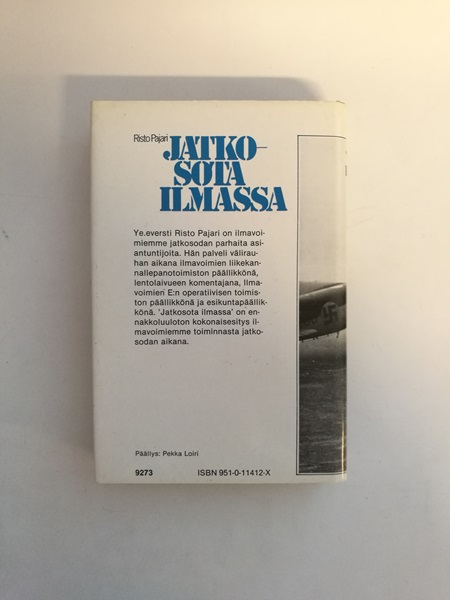 Risto Pajari
JATKO-
SOTA
ILMASSA
Ye.eversti Risto Pajari on ilmavoi-
miemme jatkosodan parhaita asi-
antuntijoita. Hän palveli välirau-
han aikana ilmavoimien liikekan-
nallepanotoimiston päällikkönä,
lentolaivueen komentajana, Ilma-
voimien E:n operatiivisen toimis-
ton päällikkönä ja esikuntapäällik-
könä. 'Jatkosota ilmassa' on en-
nakkoluuloton kokonaisesitys il-
mavoimiemme toiminnasta jatko-
sodan aikana.
Päällys: Pekka Loiri
9273 ISBN 951-0-11412-X